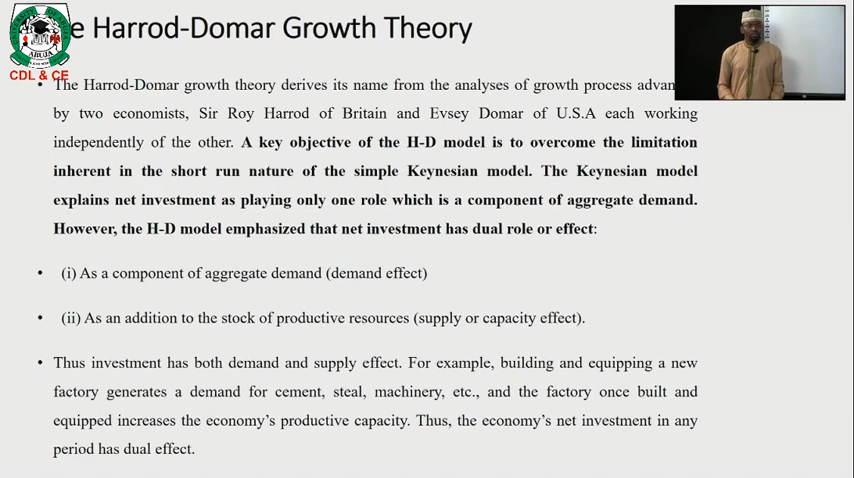 e Harrod-Domar Growth Theory
ABUJA
CDL & CE
• The Harrod-Domar growth theory derives its name from the analyses of growth process advan
by two economists, Sir Roy Harrod of Britain and Evsey Domar of U.S.A each working
independently of the other. A key objective of the H-D model is to overcome the limitation
inherent in the short run nature of the simple Keynesian model. The Keynesian model
explains net investment as playing only one role which is a component of aggregate demand.
However, the H-D model emphasized that net investment has dual role or effect:
• (i) As a component of aggregate demand (demand effect)
• (ii) As an addition to the stock of productive resources (supply or capacity effect).
• Thus investment has both demand and supply effect. For example, building and equipping a new
factory generates a demand for cement, steal, machinery, etc., and the factory once built and
equipped increases the economy's productive capacity. Thus, the economy's net investment in any
period has dual effect.